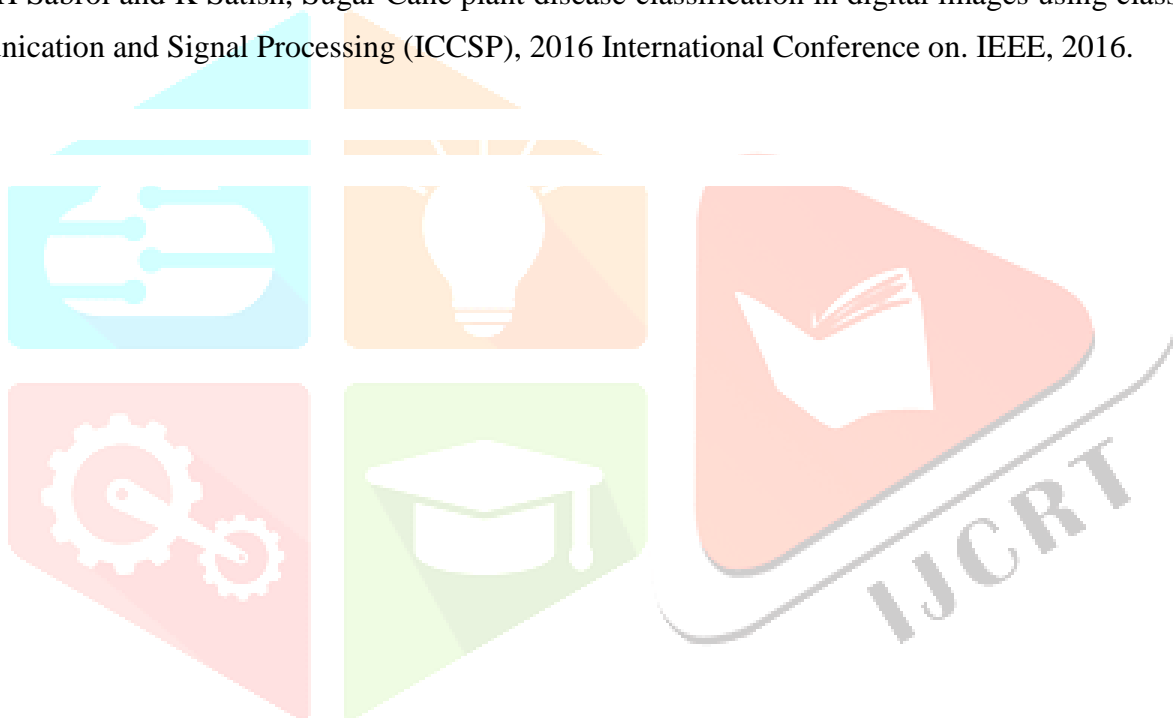 Sabrol and K Satish, Sugar Cane plant disease classification in digital images using
unication and Signal Processing (ICCSP), 2016 International Conference on. IEEE, 2016.
IJCRT